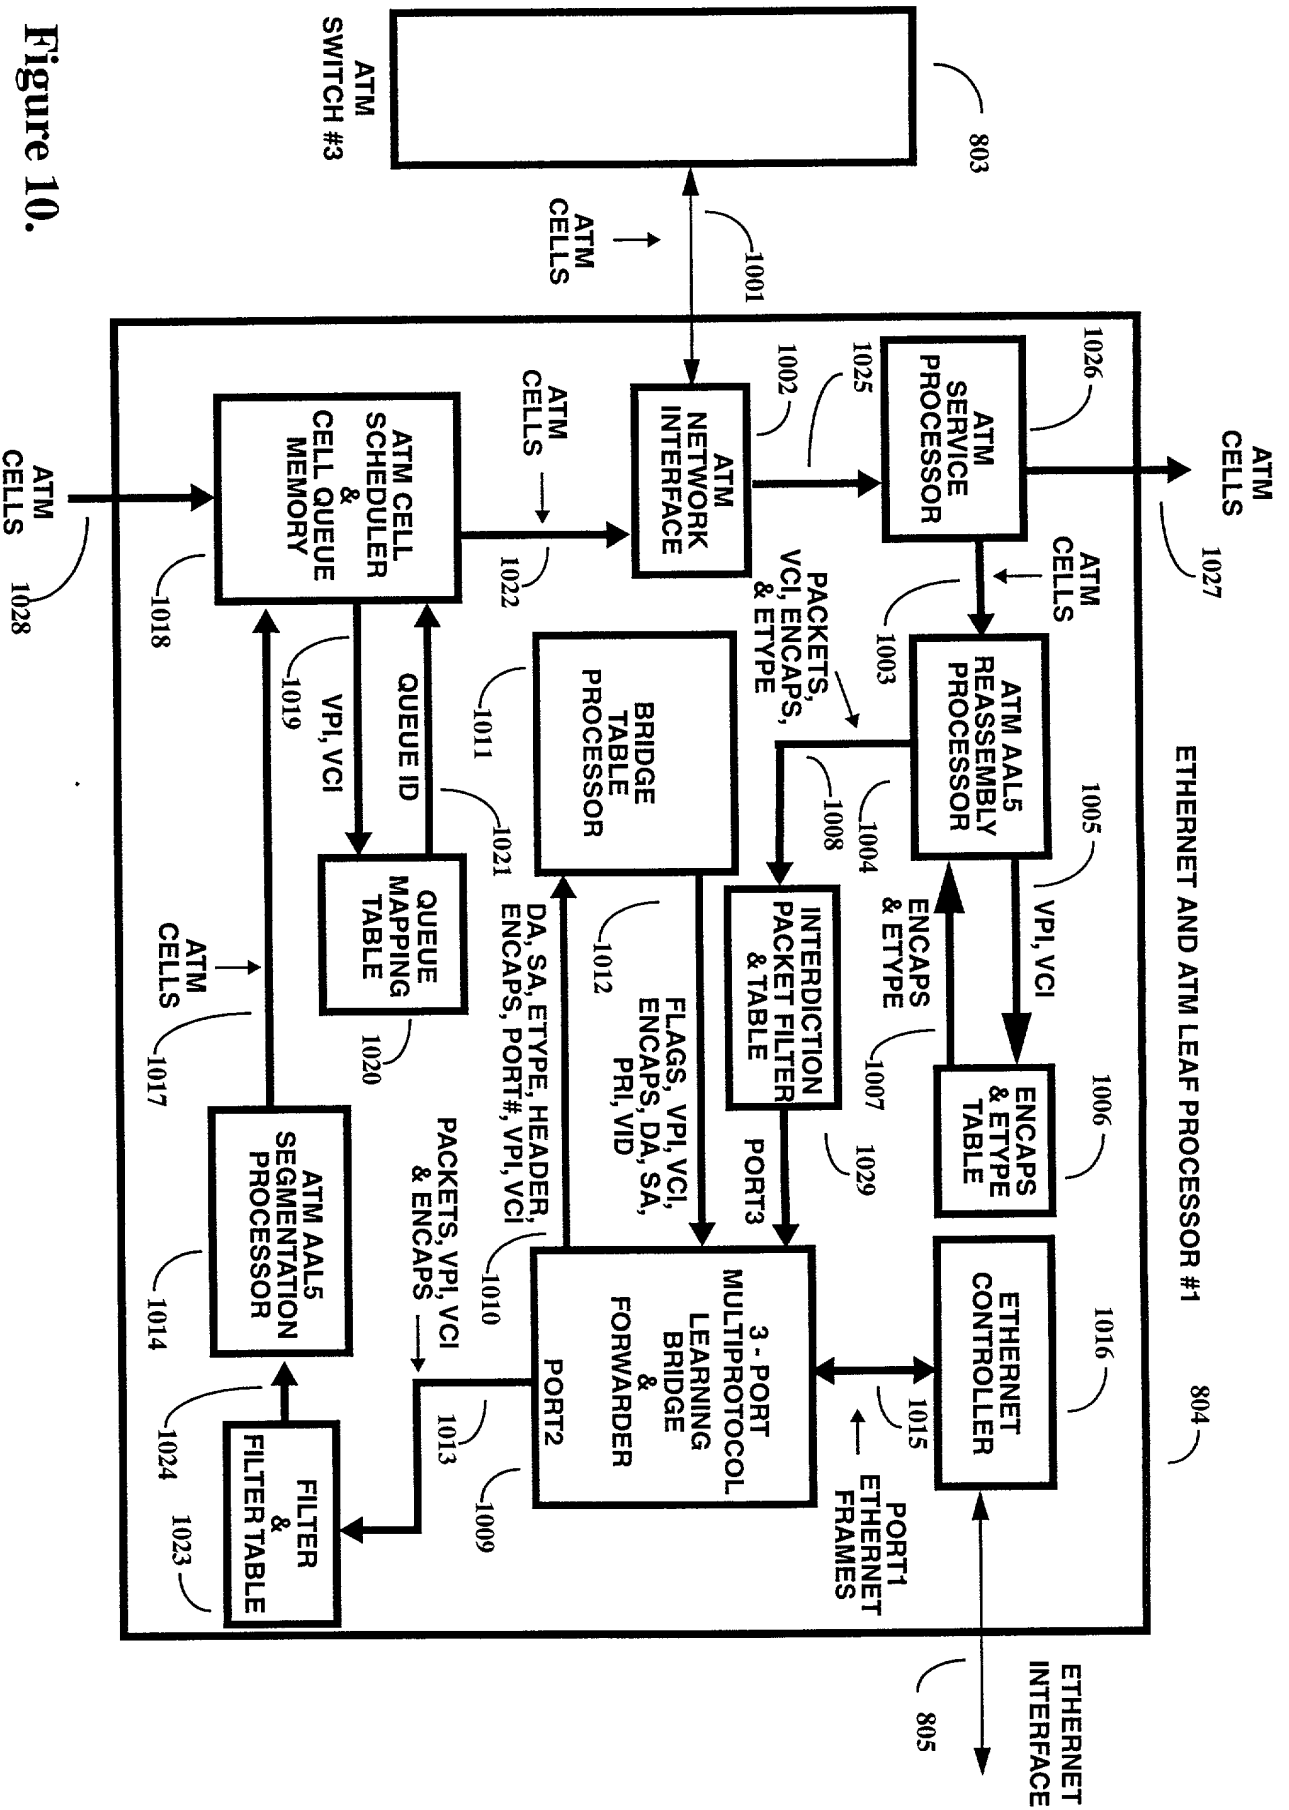 ETHERNET AND ATM LEAF PROCESSOR #1
804
803
ATM
SWITCH #3
1001
ATM
CELLS
ATM
CELLS
1027
1026
ATM
SERVICE
PROCESSOR
1025
1002
ATM
NETWORK
INTERFACE
ATM
CELLS
1003
ATM AAL5
REASSEMBLY
PROCESSOR
1005
VPI, VCI
ENCAPS
& ETYPE
1007
1006
ENCAPS
& ETYPE
TABLE
1016
ETHERNET
CONTROLLER
ETHERNET
INTERFACE
805
1004
1008
PACKETS,
VCI, ENCAPS,
& ETYPE
INTERDICTION
PACKET FILTER
& TABLE
1029
PORT3
1015
PORT1
ETHERNET
FRAMES
3 - PORT
MULTIPROTOCOL
LEARNING
BRIDGE
&
FORWARDER
PORT2
1009
BRIDGE
TABLE
PROCESSOR
1011
1012
FLAGS, VPI, VCI,
ENCAPS, DA, SA,
PRI, VID
DA, SA, ETYPE, HEADER,
ENCAPS, PORT#, VPI, VCI
1010
ATM
CELLS
1022
ATM CELL
SCHEDULER
&
CELL QUEUE
MEMORY
1018
QUEUE ID
1021
VPI, VCI
1019
QUEUE
MAPPING
TABLE
1020
PACKETS, VPI, VCI
& ENCAPS
1013
ATM
CELLS
1017
ATM AAL5
SEGMENTATION
PROCESSOR
1014
1024
FILTER
&
FILTER TABLE
1023
ATM
CELLS
1028
Figure 10.